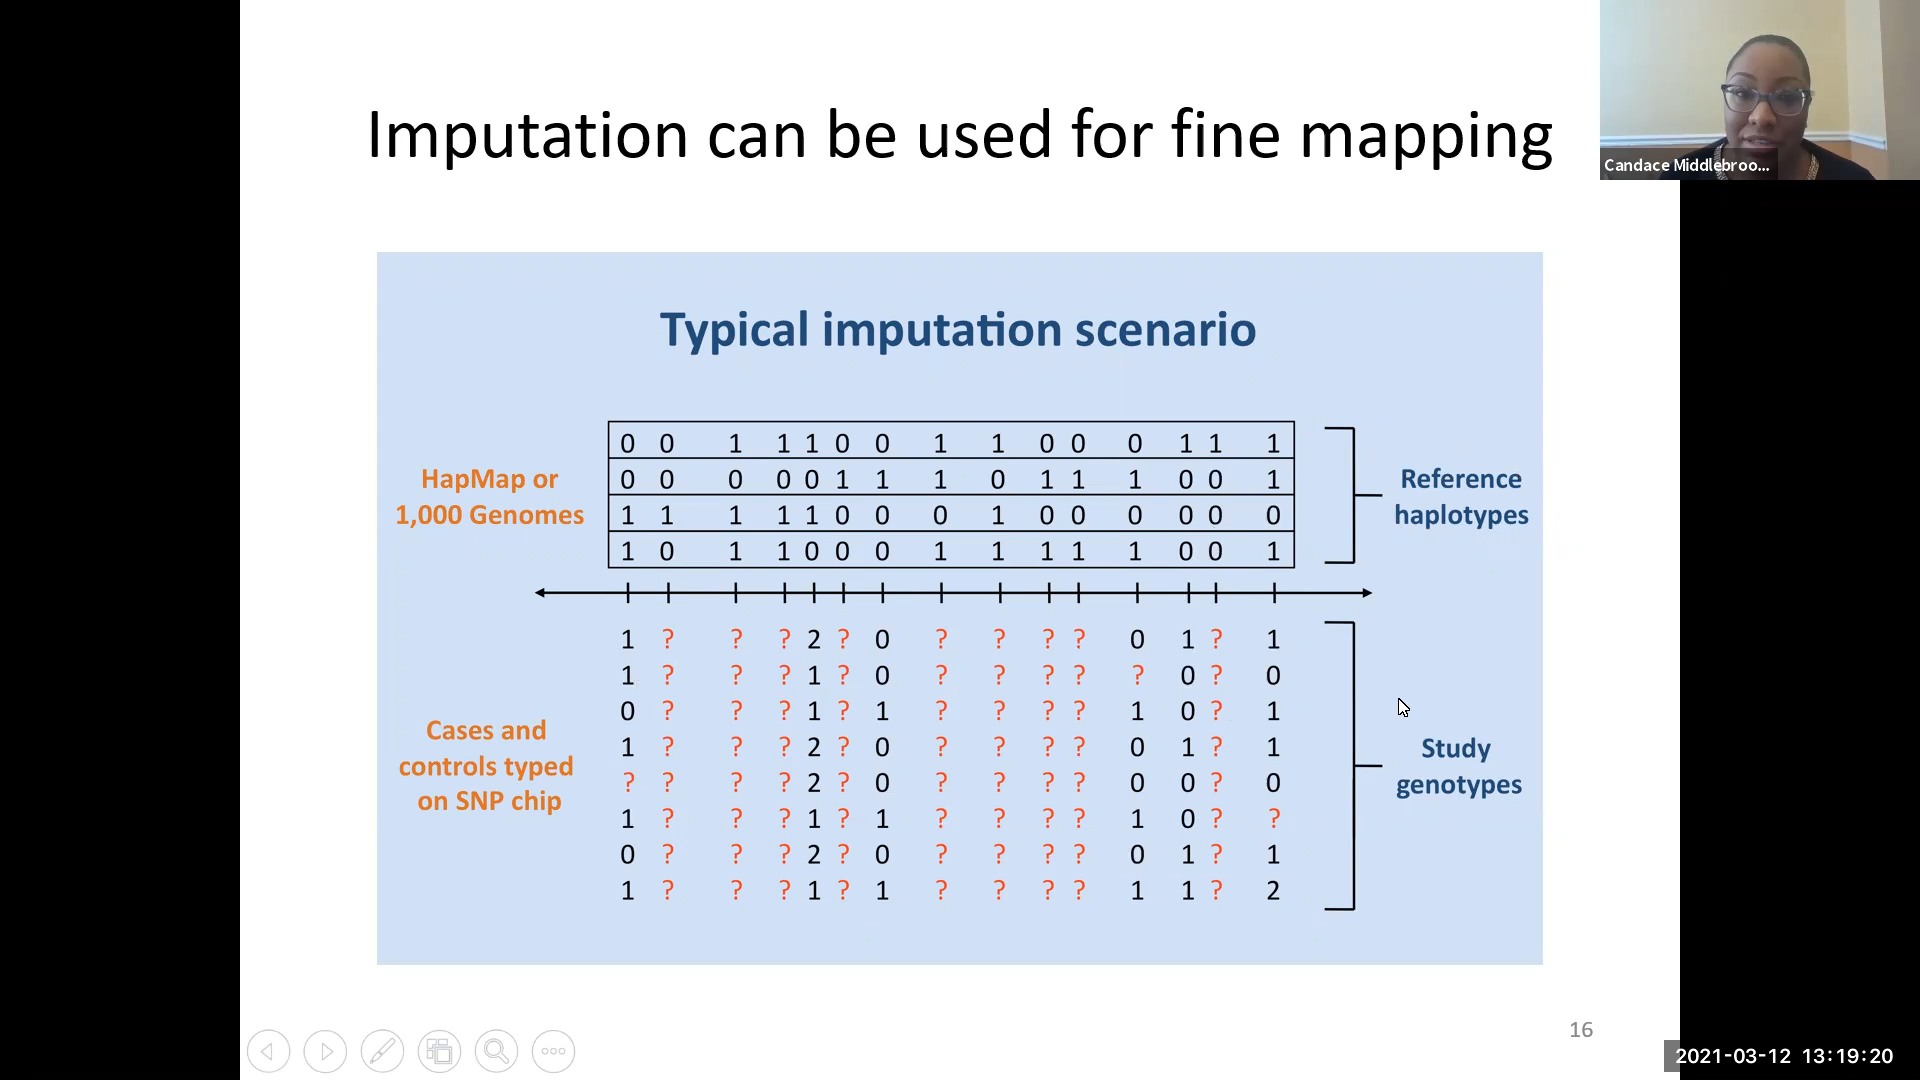 Imputation can be used for fine mapping
Candace Middlebroo...
Typical imputation scenario
HapMap or
1,000 Genomes
0 0 1 1 1 0 0 1 1 0 0 0 1 1 1
0 0 0 0 0 1 1 1 0 1 1 1 0 0 1
1 1 1 1 1 0 0 0 1 0 0 0 0 0 0
1 0 1 1 0 0 0 1 1 1 1 1 0 0 1
Reference
haplotypes
Cases and
controls typed
on SNP chip
1 ? ? ? 2 ? 0 ? ? ? ? 0 1 ? 1
1 ? ? ? 1 ? 0 ? ? ? ? ? 0 ? 0
0 ? ? ? 1 ? 1 ? ? ? ? 1 0 ? 1
1 ? ? ? 2 ? 0 ? ? ? ? 0 1 ? 1
? ? ? ? 2 ? 0 ? ? ? ? 0 0 ? 0
1 ? ? ? 1 ? 1 ? ? ? ? 1 0 ? ?
0 ? ? ? 2 ? 0 ? ? ? ? 0 1 ? 1
1 ? ? ? 1 ? 1 ? ? ? ? 1 1 ? 2
Study
genotypes
16
2021-03-12 13:19:20